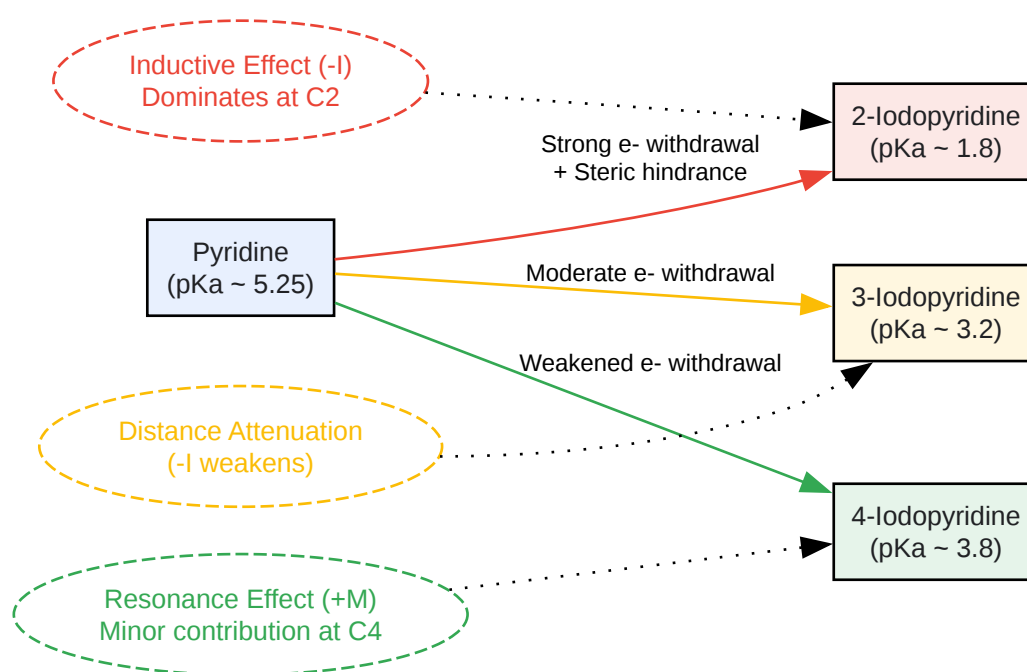 Inductive Effect (-I)
Dominates at C2
2-Iodopyridine
(pKa ~ 1.8)
Strong e- withdrawal
+ Steric hindrance
Pyridine
(pKa ~ 5.25)
Moderate e- withdrawal
3-Iodopyridine
(pKa ~ 3.2)
Weakened e- withdrawal
Distance Attenuation
(-I weakens)
4-Iodopyridine
(pKa ~ 3.8)
Resonance Effect (+M)
Minor contribution at C4